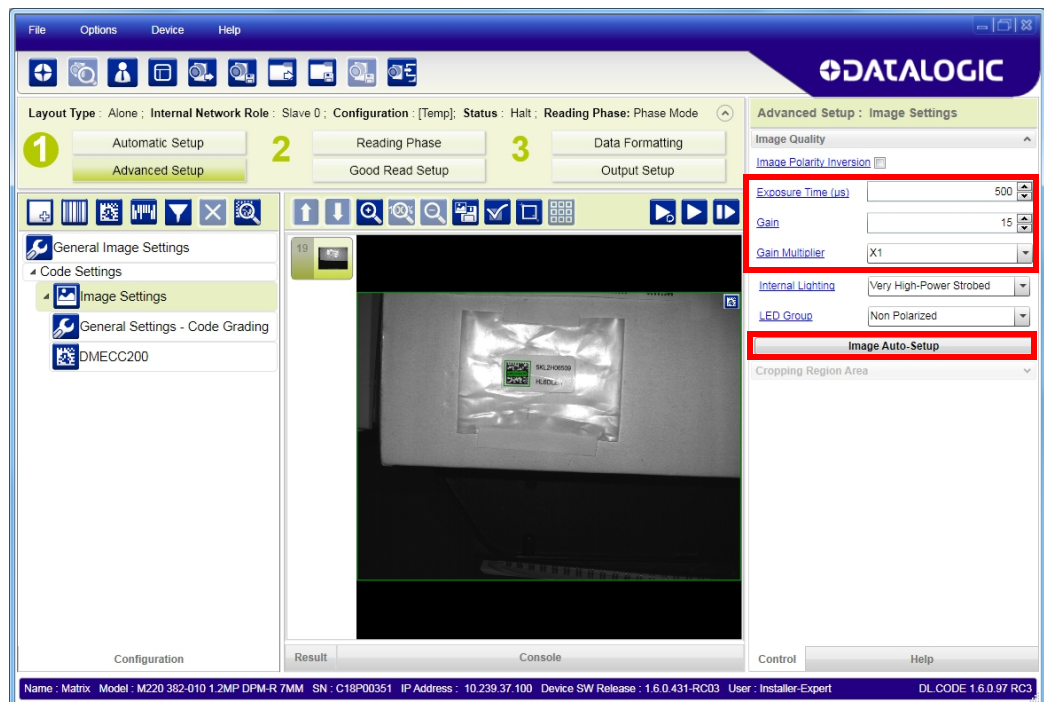 File Options Device Help
DATALOGIC
Layout Type : Alone ; Internal Network Role : Slave 0 ; Configuration : [Temp]; Status : Halt ; Reading Phase: Phase Mode
1 Automatic Setup
Advanced Setup
2 Reading Phase
Good Read Setup
3 Data Formatting
Output Setup
General Image Settings
Code Settings
Image Settings
General Settings - Code Grading
DMECC200
Configuration
100%
19
SKL2H06509
Result Console
Advanced Setup : Image Settings
Image Quality
Image Polarity Inversion
Exposure Time (µs) 500
Gain 15
Gain Multiplier X1
Internal Lighting Very High-Power Strobed
LED Group Non Polarized
Image Auto-Setup
Cropping Region Area
Control Help
Name : Matrix Model : M220 382-010 1.2MP DPM-R 7MM SN : C18P00351 IP Address : 10.239.37.100 Device SW Release : 1.6.0.431-RC03 User : Installer-Expert DL.CODE 1.6.0.97 RC3